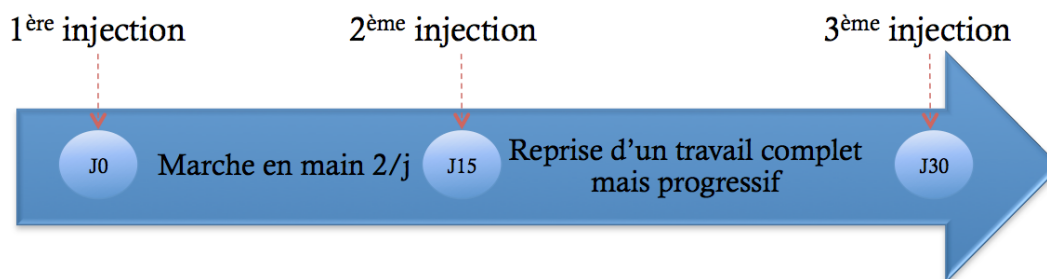 1ère injection
2ème injection
3ème injection
J0
Marche en main 2/j
J15
Reprise d'un travail complet
mais progressif
J30